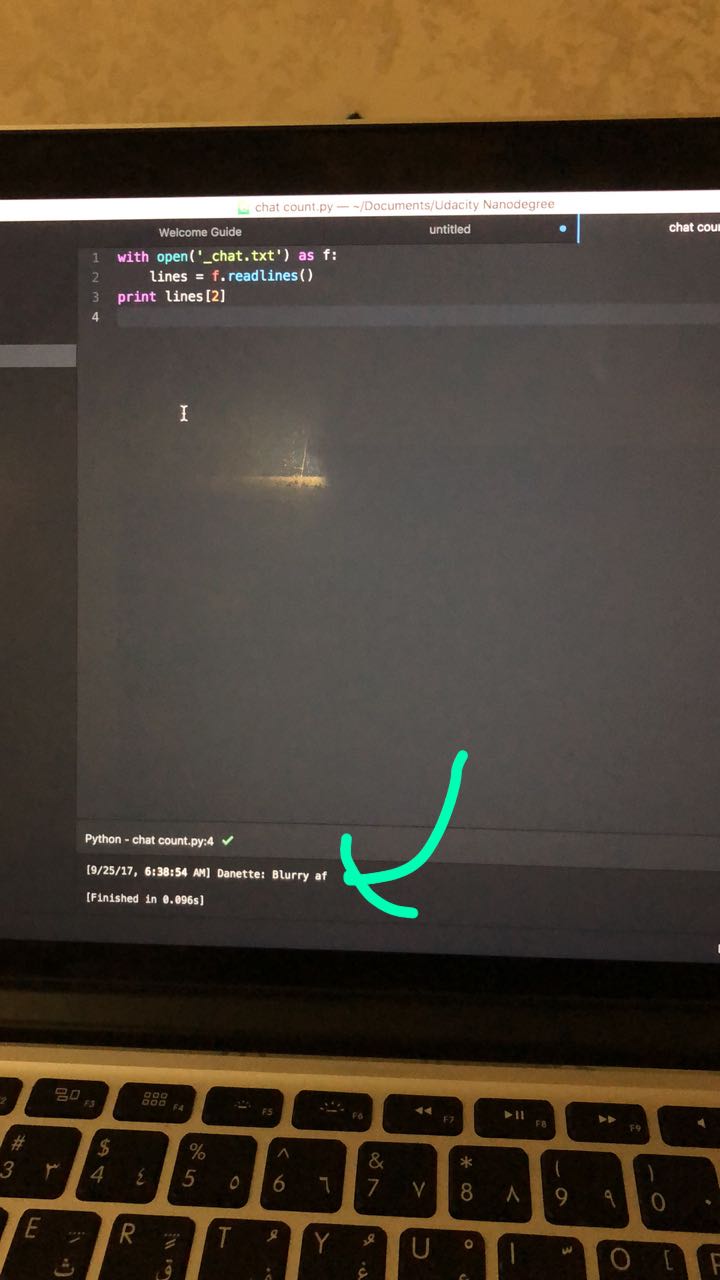 chat count.py — ~/Documents/Udacity Nanodegree
Welcome Guide
untitled
chat
1 with open('_chat.txt') as f:
2 lines = f.readlines()
3 print lines[2]
4
Python - chat count.py:4
[9/25/17, 6:38:54 AM] Danette: Blurry af
[Finished in 0.096s]
F3 F4 F5 F6 F7 F8 F9
# $ % ^ & * ( )
3 ٣ 4 ٤ 5 ٥ 6 ٦ 7 ٧ 8 ٨ 9 ٩ 0
E R T Y U I O [
ث ق ف غ